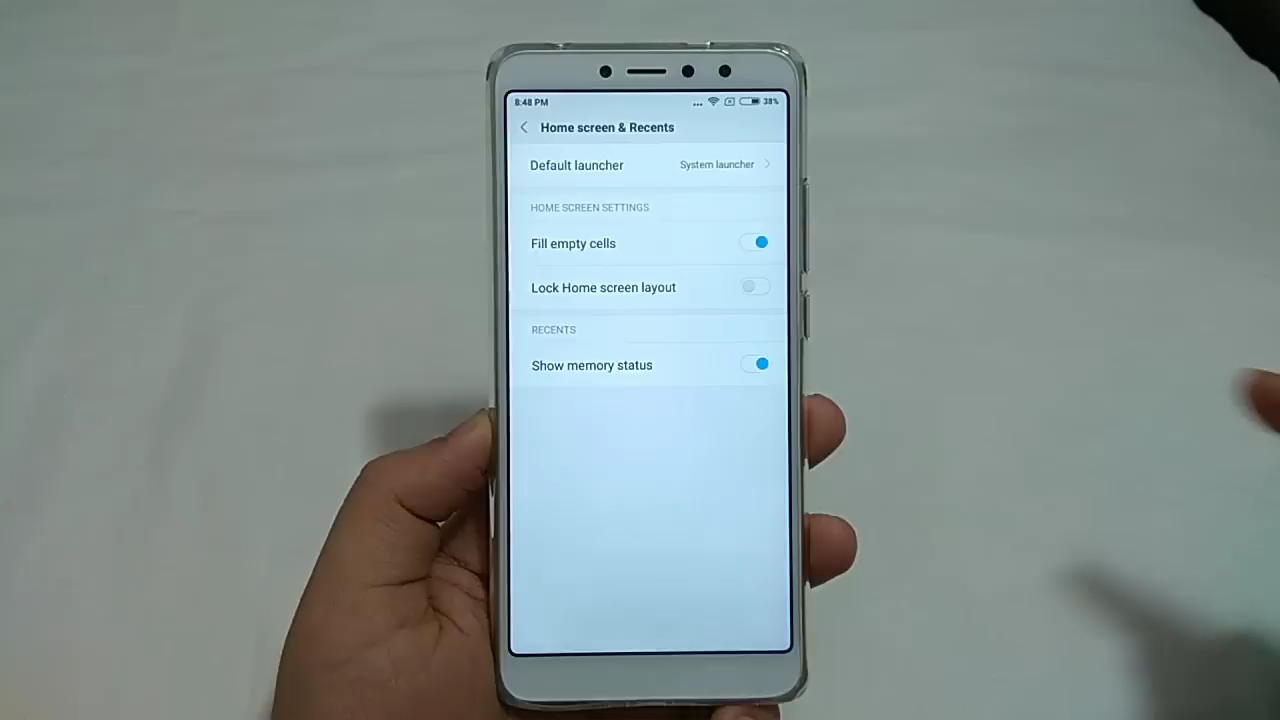 8:48 PM
38%
Home screen & Recents
Default launcher
System launcher
HOME SCREEN SETTINGS
Fill empty cells
Lock Home screen layout
RECENTS
Show memory status